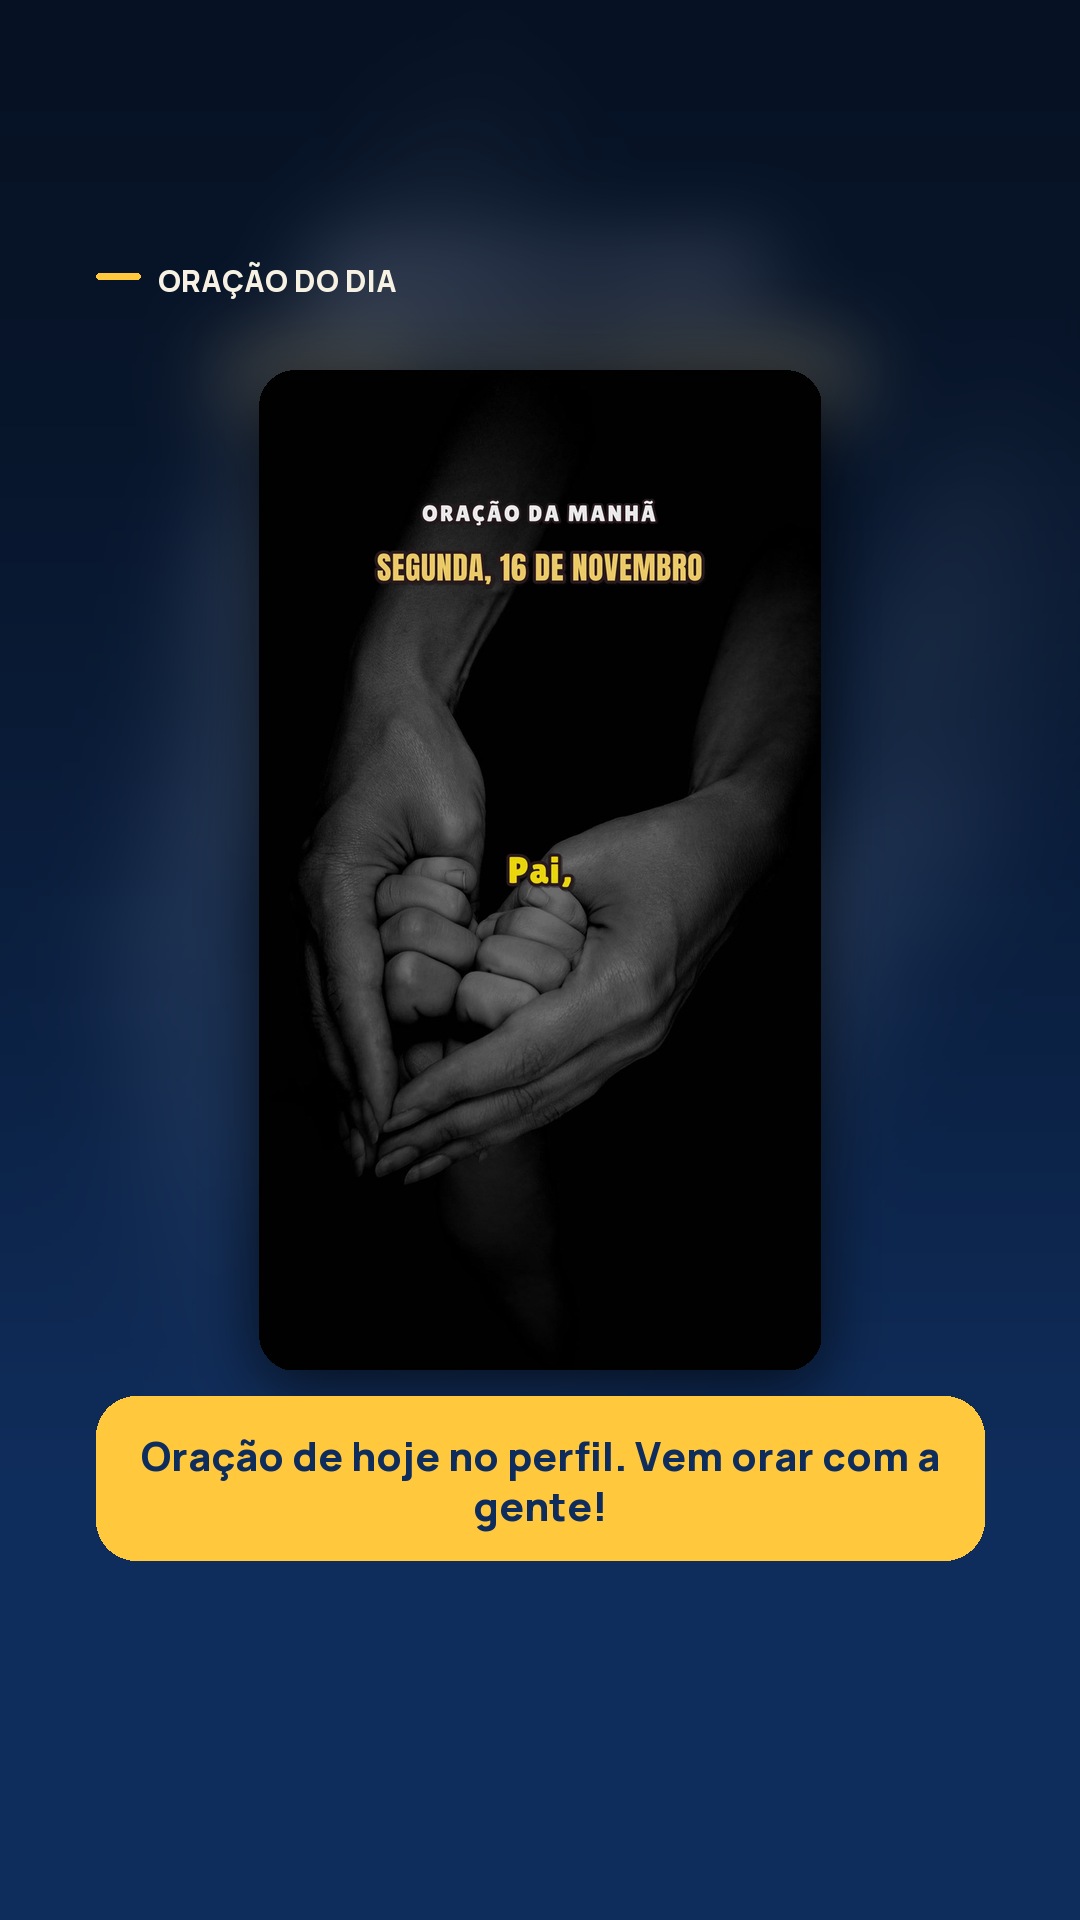 ORAÇÃO DO DIA
ORAÇÃO DA MANHÃ
SEGUNDA, 16 DE NOVEMBRO
Pai,
Oração de hoje no perfil. Vem orar com a
gente!